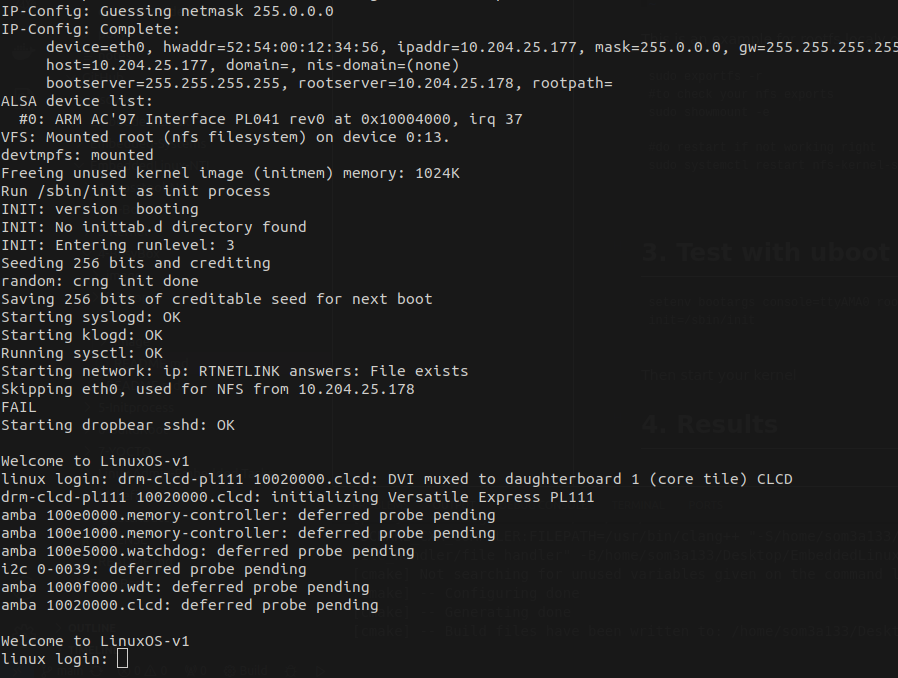 IP-Config: Guessing netmask 255.0.0.0
IP-Config: Complete:
     device=eth0, hwaddr=52:54:00:12:34:56, ipaddr=10.204.25.177, mask=255.0.0.0, gw=255.255.255.255
     host=10.204.25.177, domain=, nis-domain=(none)
     bootserver=255.255.255.255, rootserver=10.204.25.178, rootpath=
ALSA device list:
  #0: ARM AC'97 Interface PL041 rev0 at 0x10004000, irq 37
VFS: Mounted root (nfs filesystem) on device 0:13.
devtmpfs: mounted
Freeing unused kernel image (initmem) memory: 1024K
Run /sbin/init as init process
INIT: version  booting
INIT: No inittab.d directory found
INIT: Entering runlevel: 3
3. Test with uboot
Seeding 256 bits and crediting
random: crng init done
Saving 256 bits of creditable seed for next boot
Starting syslogd: OK
Starting klogd: OK
Running sysctl: OK
Starting network: ip: RTNETLINK answers: File exists
Skipping eth0, used for NFS from 10.204.25.178
FAIL
Starting dropbear sshd: OK
4. Results
Welcome to LinuxOS-v1
linux login: drm-clcd-pl111 10020000.clcd: DVI muxed to daughterboard 1 (core tile) CLCD
drm-clcd-pl111 10020000.clcd: initializing Versatile Express PL111
amba 100e0000.memory-controller: deferred probe pending
amba 100e1000.memory-controller: deferred probe pending
amba 100e5000.watchdog: deferred probe pending
i2c 0-0039: deferred probe pending
amba 1000f000.wdt: deferred probe pending
amba 10020000.clcd: deferred probe pending
Welcome to LinuxOS-v1
linux login: